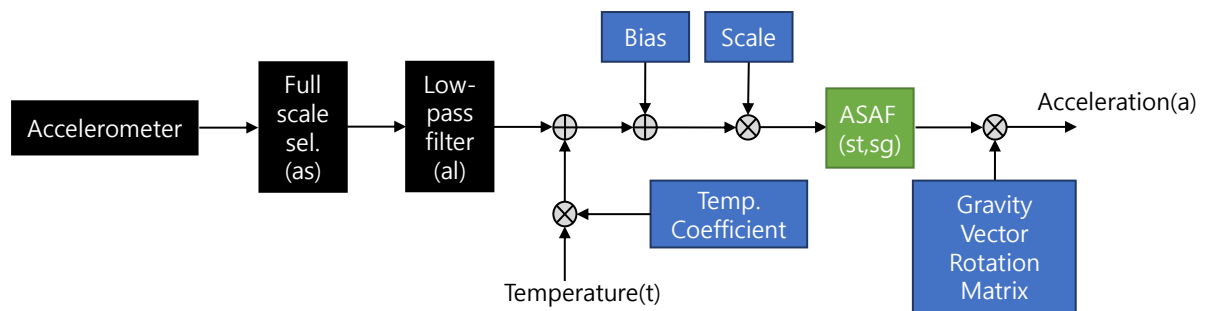 Accelerometer
Full
scale
sel.
(as)
Low-
pass
filter
(al)
Bias
Scale
ASAF
(st,sg)
Acceleration(a)
Temp.
Coefficient
Temperature(t)
Gravity
Vector
Rotation
Matrix